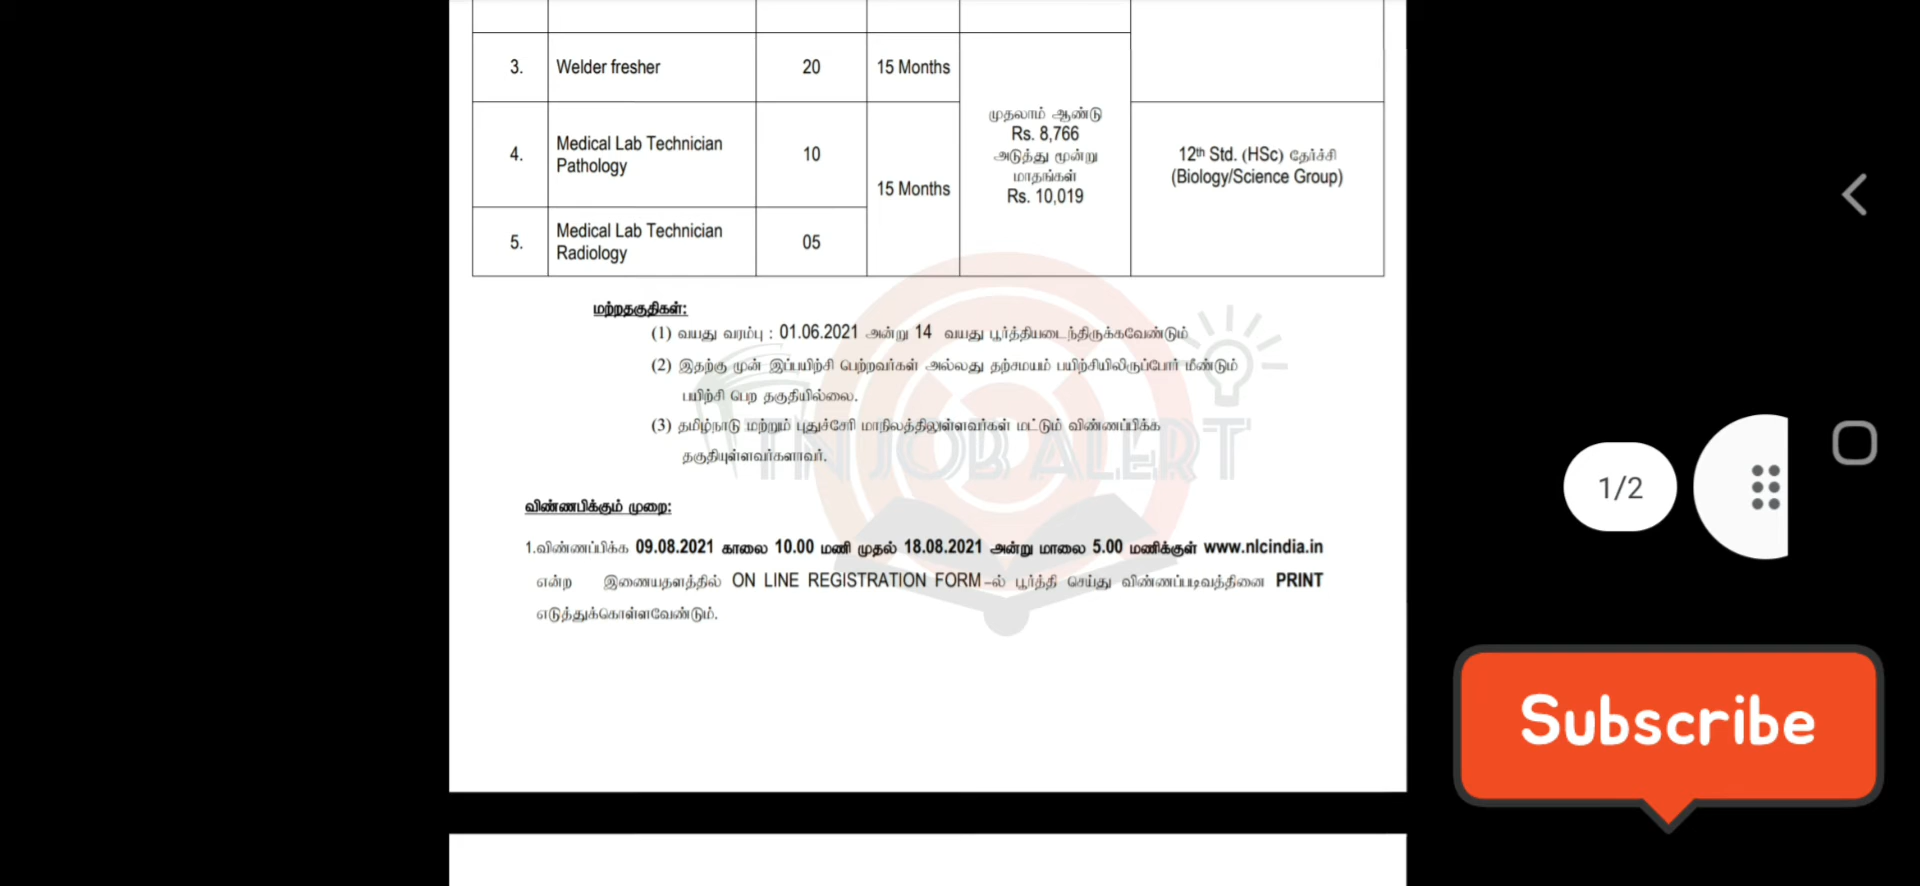 3. Welder fresher 20 15 Months
முதலாம் ஆண்டு
Rs. 8,766
அடுத்து மூன்று
மாதங்கள்
Rs. 10,019
4. Medical Lab Technician
Pathology
10
15 Months
12th Std. (HSc) தேர்ச்சி
(Biology/Science Group)
5. Medical Lab Technician
Radiology
05
மற்றதகுதிகள்:
(1) வயது வரம்பு : 01.06.2021 அன்று 14 வயது பூர்த்தியடைந்திருக்கவேண்டும்
(2) இதற்கு முன் இப்பயிற்சி பெற்றவர்கள் அல்லது தற்சமயம் பயிற்சியிலிருப்போர் மீண்டும்
பயிற்சி பெற தகுதியில்லை.
(3) தமிழ்நாடு மற்றும் புதுச்சேரி மாநிலத்திலுள்ளவர்கள் மட்டும் விண்ணப்பிக்க
தகுதியுள்ளவர்களாவர்.
TN JOB ALERT
விண்ணபிக்கும் முறை:
1.விண்ணப்பிக்க 09.08.2021 காலை 10.00 மணி முதல் 18.08.2021 அன்று மாலை 5.00 மணிக்குள் www.nlcindia.in
என்ற இணையதளத்தில் ON LINE REGISTRATION FORM –ல் பூர்த்தி செய்து விண்ணப்படிவத்தினை PRINT
எடுத்துக்கொள்ளவேண்டும்.
1/2
Subscribe